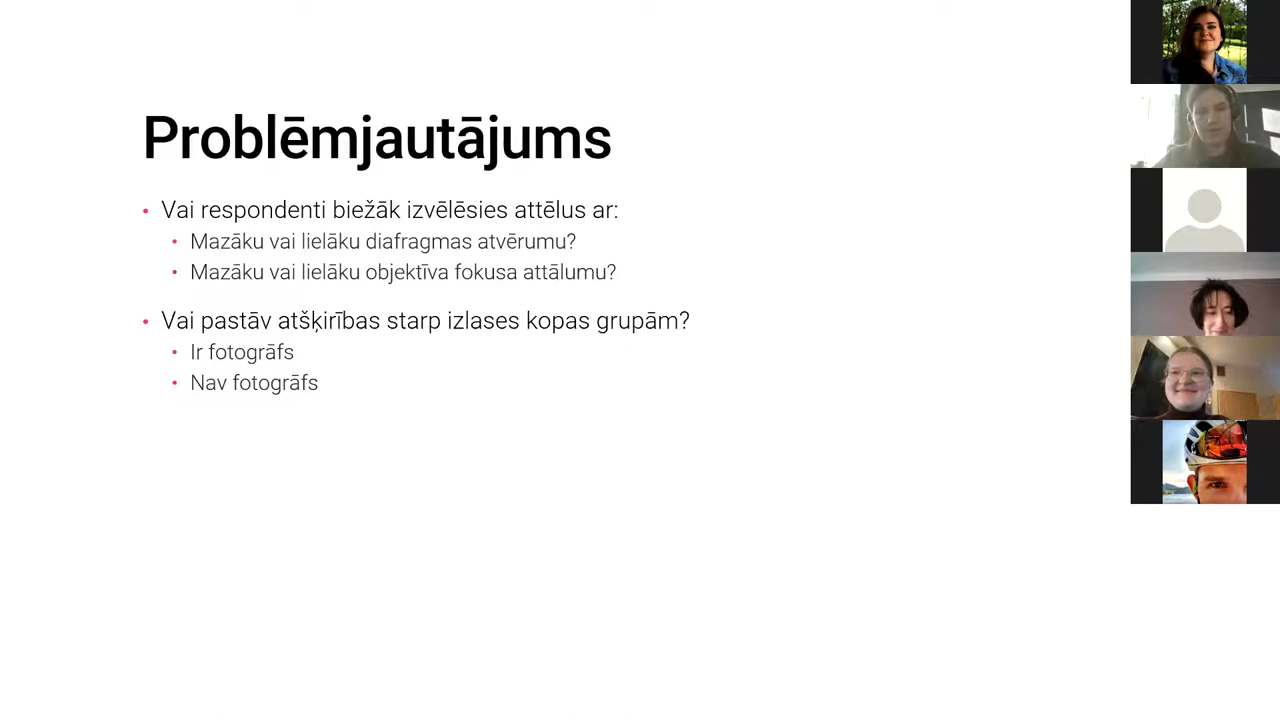 Problēmjautājums
• Vai respondenti biežāk izvēlēsies attēlus ar:
• Mazāku vai lielāku diafragmas atvērumu?
• Mazāku vai lielāku objektīva fokusa attālumu?
• Vai pastāv atšķirības starp izlases kopas grupām?
• Ir fotogrāfs
• Nav fotogrāfs